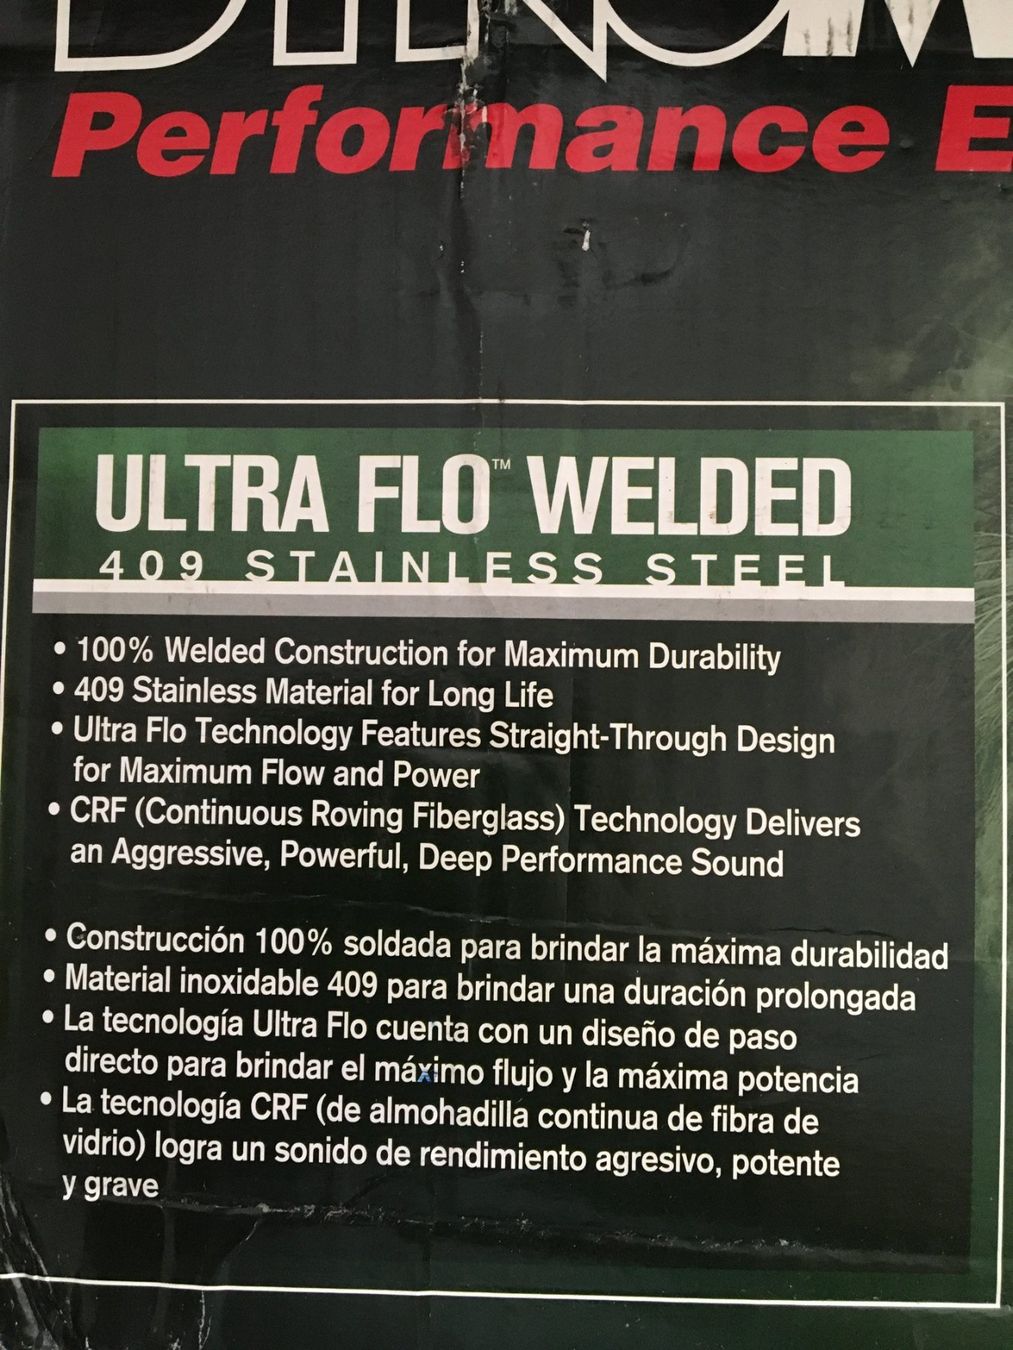 Performance
ULTRA FLO™ WELDED
409 STAINLESS STEEL
• 100% Welded Construction for Maximum Durability
• 409 Stainless Material for Long Life
• Ultra Flo Technology Features Straight-Through Design
for Maximum Flow and Power
• CRF (Continuous Roving Fiberglass) Technology Delivers
an Aggressive, Powerful, Deep Performance Sound
• Construcción 100% soldada para brindar la máxima durabilidad
• Material inoxidable 409 para brindar una duración prolongada
• La tecnología Ultra Flo cuenta con un diseño de paso
directo para brindar el máximo flujo y la máxima potencia
• La tecnología CRF (de almohadilla continua de fibra de
vidrio) logra un sonido de rendimiento agresivo, potente
y grave